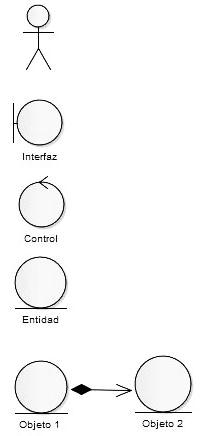 Interfaz
Control
Entidad
Objeto 1
Objeto 2